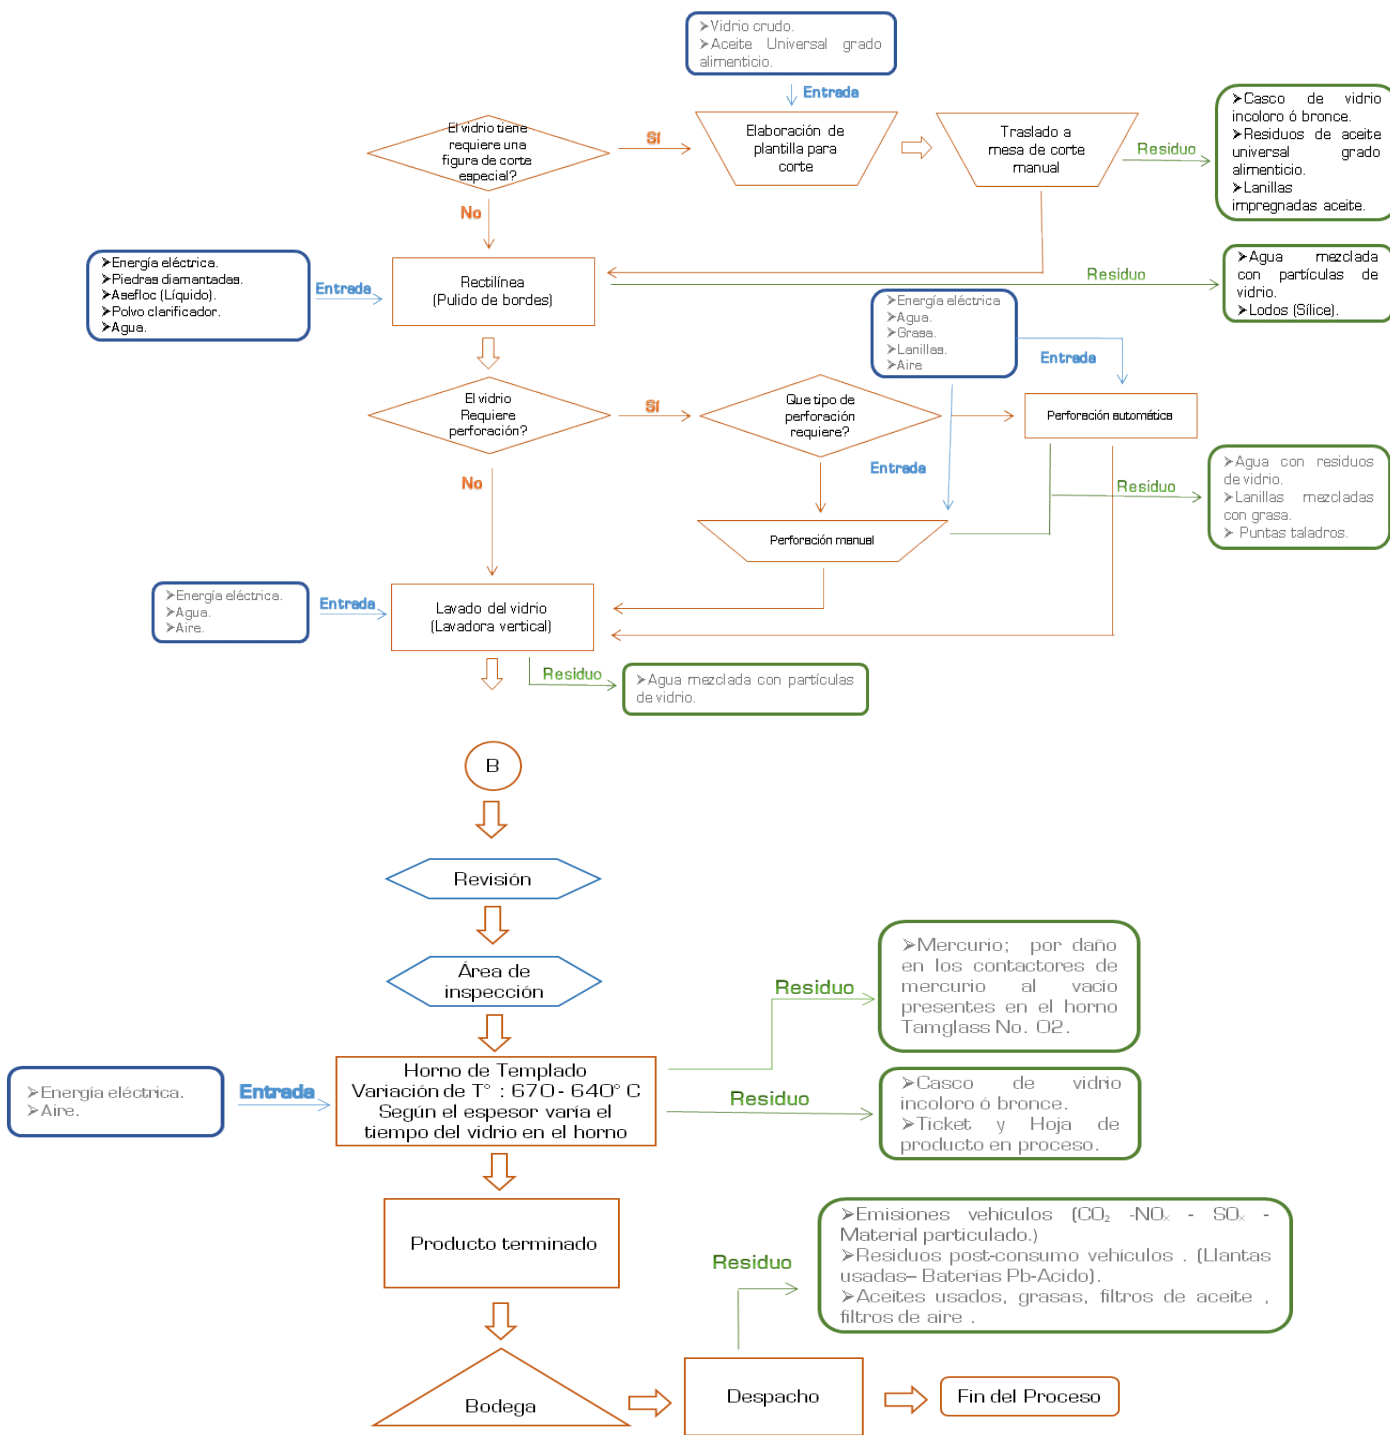 ➢Vidrio crudo.
➢Aceite Universal grado
alimenticio.
Entrada
El vidrio tiene
requiere una
figura de corte
especial?
Sí
Elaboración de
plantilla para
corte
Traslado a
mesa de corte
manual
Residuo
➢Casco de vidrio
incoloro ó bronce.
➢Residuos de aceite
universal grado
alimenticio.
➢Lanillas
impregnadas aceite.
No
➢Energía eléctrica.
➢Piedras diamantadas.
➢Asefloc (Líquido).
➢Polvo clarificador.
➢Agua.
Entrada
Rectilínea
(Pulido de bordes)
Residuo
➢Agua mezclada
con partículas de
vidrio.
➢Lodos (Sílice).
➢Energía eléctrica
➢Agua.
➢Grasa.
➢Lanillas.
➢Aire
Entrada
El vidrio
Requiere
perforación?
Sí
Que tipo de
perforación
requiere?
Perforación automática
Entrada
No
Residuo
➢Agua con residuos
de vidrio.
➢Lanillas mezcladas
con grasa.
➢ Puntas taladros.
Perforación manual
➢Energía eléctrica.
➢Agua.
➢Aire.
Entrada
Lavado del vidrio
(Lavadora vertical)
Residuo
➢Agua mezclada con partículas
de vidrio.
B
Revisión
Área de
inspección
Residuo
➢Mercurio; por daño
en los contactores de
mercurio al vacío
presentes en el horno
Tamglass No. 02.
➢Energía eléctrica.
➢Aire.
Entrada
Horno de Templado
Variación de T° : 670 - 640° C
Según el espesor varía el
tiempo del vidrio en el horno
Residuo
➢Casco de vidrio
incoloro ó bronce.
➢Ticket y Hoja de
producto en proceso.
Producto terminado
Residuo
➢Emisiones vehículos (CO₂ -NOₓ - SOₓ -
Material particulado.)
➢Residuos post-consumo vehículos . (Llantas
usadas– Baterías Pb-Acido).
➢Aceites usados, grasas, filtros de aceite ,
filtros de aire .
Bodega
Despacho
Fin del Proceso